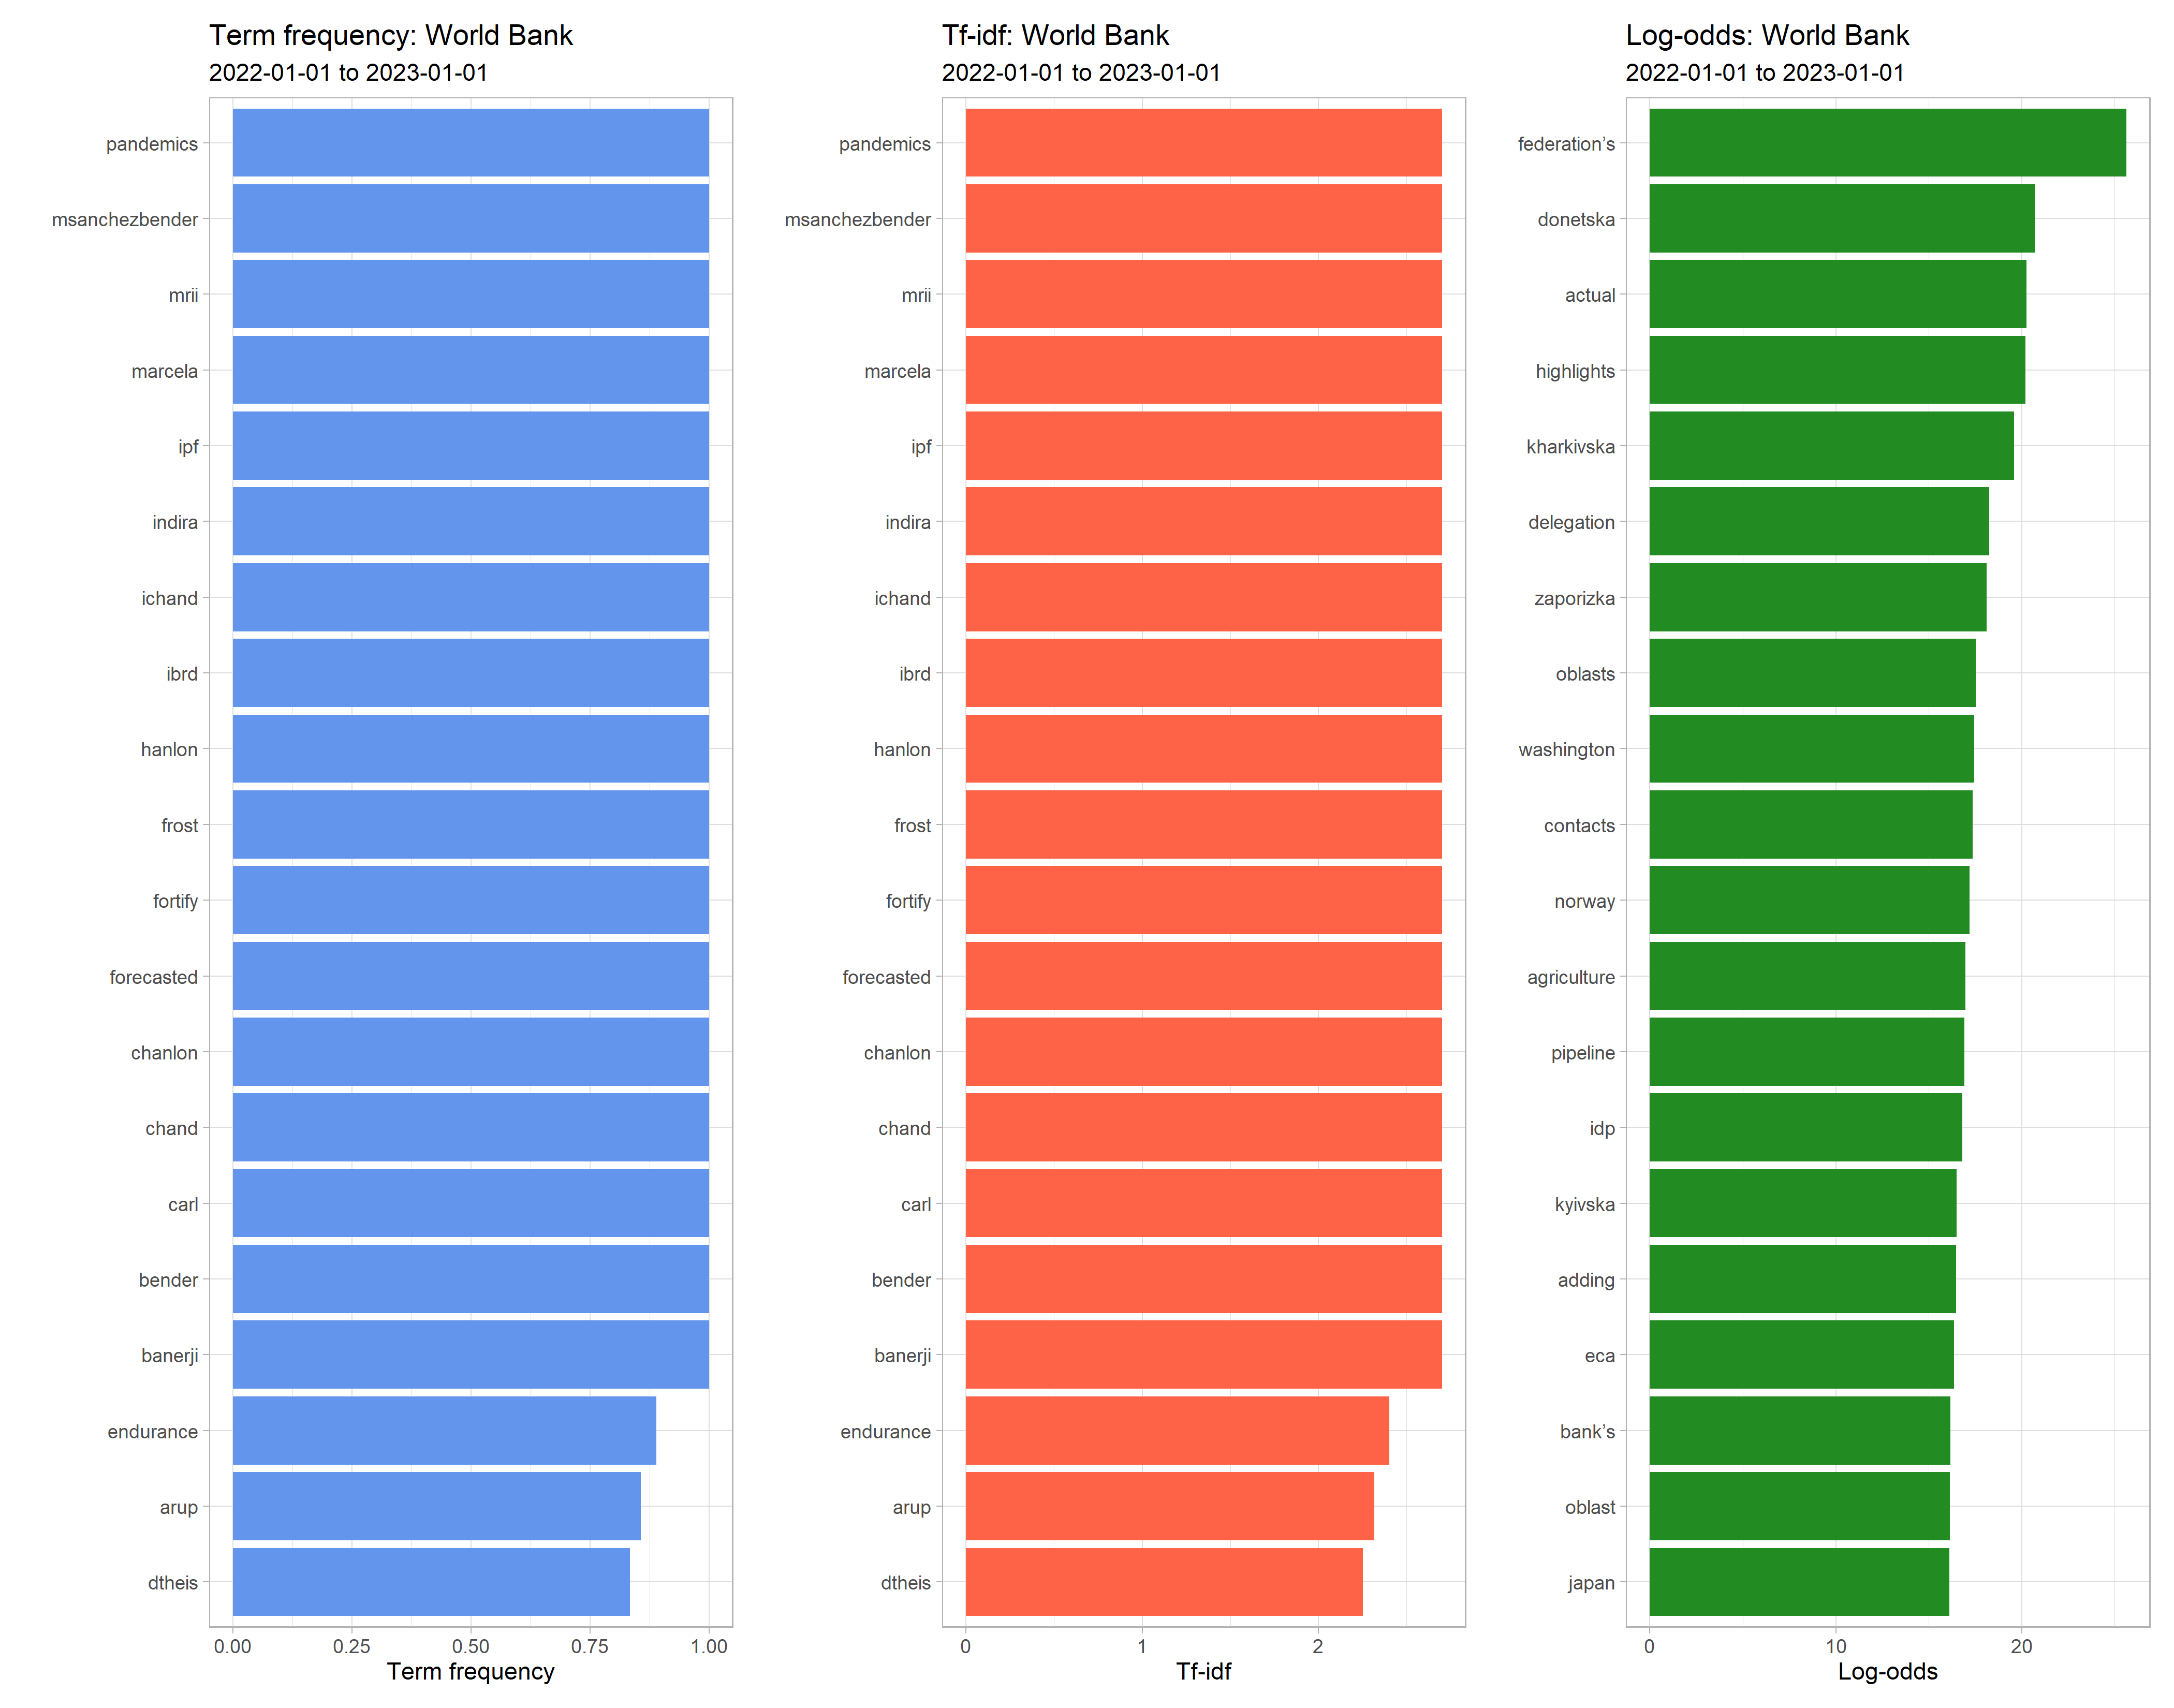 Term frequency: World Bank
2022-01-01 to 2023-01-01
pandemics
msanchezbender
mrii
marcela
ipf
indira
ichand
ibrd
hanlon
frost
fortify
forecasted
chanlon
chand
carl
bender
banerji
endurance
arup
dtheis
0.00 0.25 0.50 0.75 1.00
Term frequency
Tf-idf: World Bank
2022-01-01 to 2023-01-01
pandemics
msanchezbender
mrii
marcela
ipf
indira
ichand
ibrd
hanlon
frost
fortify
forecasted
chanlon
chand
carl
bender
banerji
endurance
arup
dtheis
0 1 2
Tf-idf
Log-odds: World Bank
2022-01-01 to 2023-01-01
federation’s
donetska
actual
highlights
kharkivska
delegation
zaporizka
oblasts
washington
contacts
norway
agriculture
pipeline
idp
kyivska
adding
eca
bank’s
oblast
japan
0 10 20
Log-odds